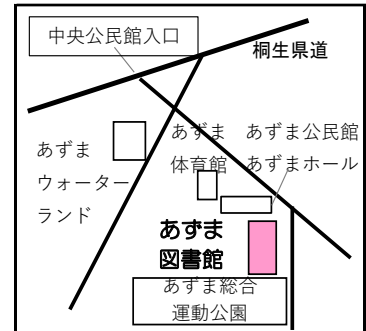 中央公民館入口
桐生県道
あずま
体育館
あずま公民館
あずまホール
あずま
ウォーター
ランド
あずま
図書館
あずま総合
運動公園